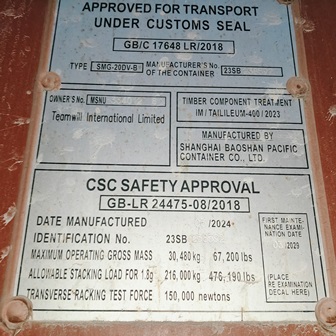 APPROVED FOR TRANSPORT
UNDER CUSTOMS SEAL
GB/C 17648 LR/2018
TYPE SMG-20DV-B MANUFACTURER'S No. OF THE CONTAINER 23SB
OWNER'S No. MSNU
Teamwill International Limited
TIMBER COMPONENT TREATMENT
IM / TAILILEUM-400 / 2023
MANUFACTURED BY
SHANGHAI BAOSHAN PACIFIC
CONTAINER CO., LTD.
CSC SAFETY APPROVAL
GB-LR 24475-08/2018
DATE MANUFACTURED /2024
IDENTIFICATION No. 23SB
MAXIMUM OPERATING GROSS MASS 30,480 kg 67,200 lbs
ALLOWABLE STACKING LOAD FOR 1.8g 216,000 kg 476,190 lbs
TRANSVERSE RACKING TEST FORCE 150,000 newtons
FIRST MAINTE-
NANCE EXAMI-
NATION DATE
/2029
(PLACE
RE EXAMINATION
DECAL HERE)